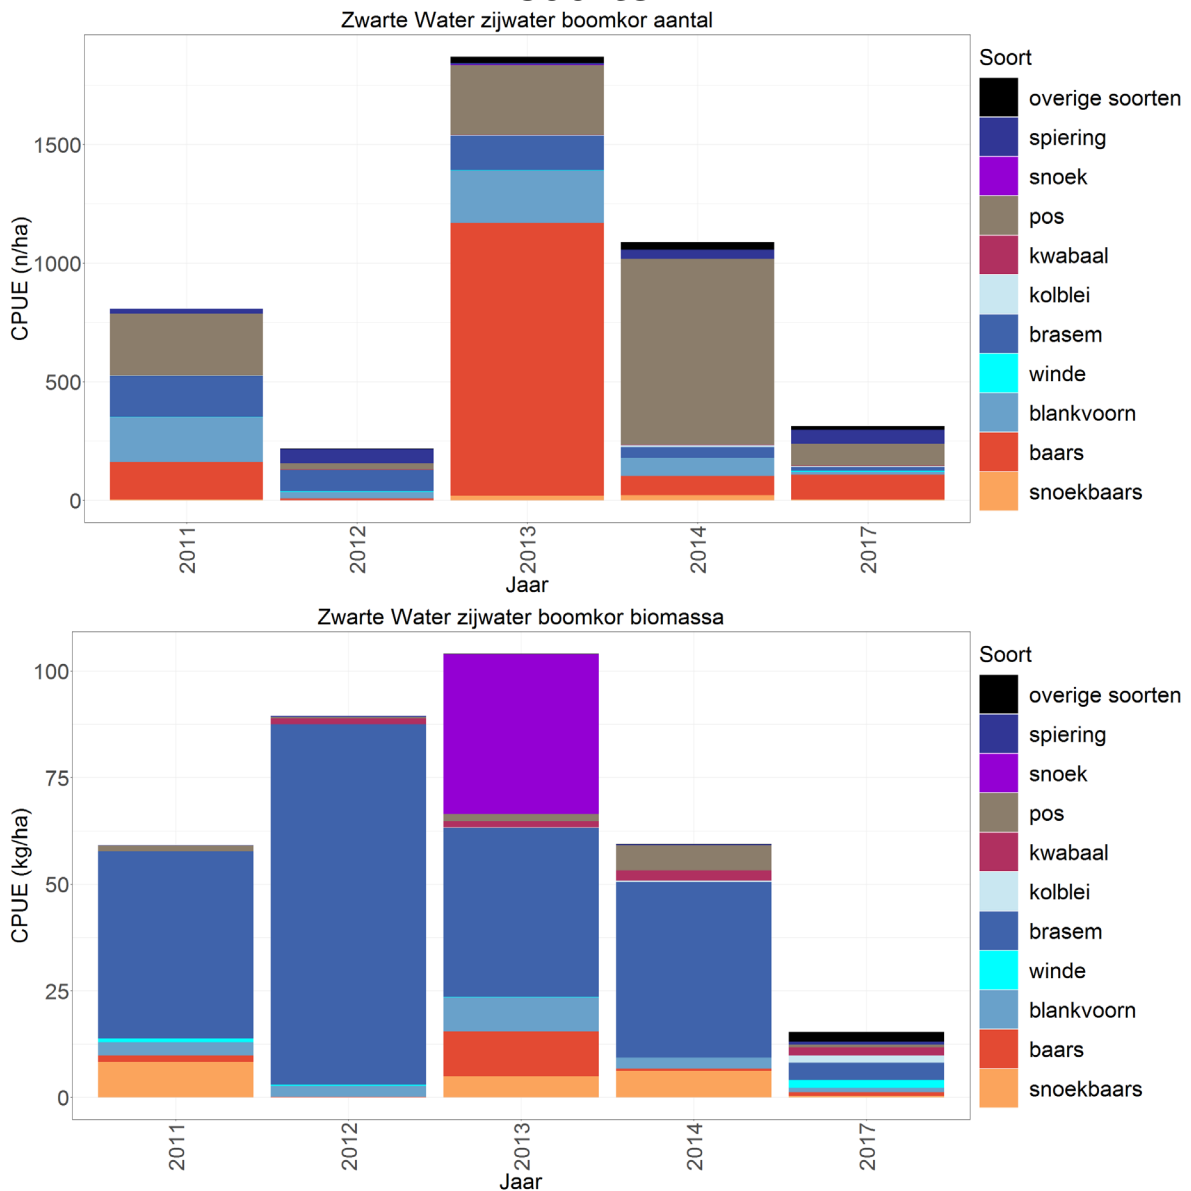 Zwarte Water zijwater boomkor aantal
CPUE (n/ha)
1500
1000
500
0
2011
2012
2013
2014
2017
Jaar
Soort
overige soorten
spiering
snoek
pos
kwabaal
kolblei
brasem
winde
blankvoorn
baars
snoekbaars
Zwarte Water zijwater boomkor biomassa
CPUE (kg/ha)
100
75
50
25
0
2011
2012
2013
2014
2017
Jaar
Soort
overige soorten
spiering
snoek
pos
kwabaal
kolblei
brasem
winde
blankvoorn
baars
snoekbaars